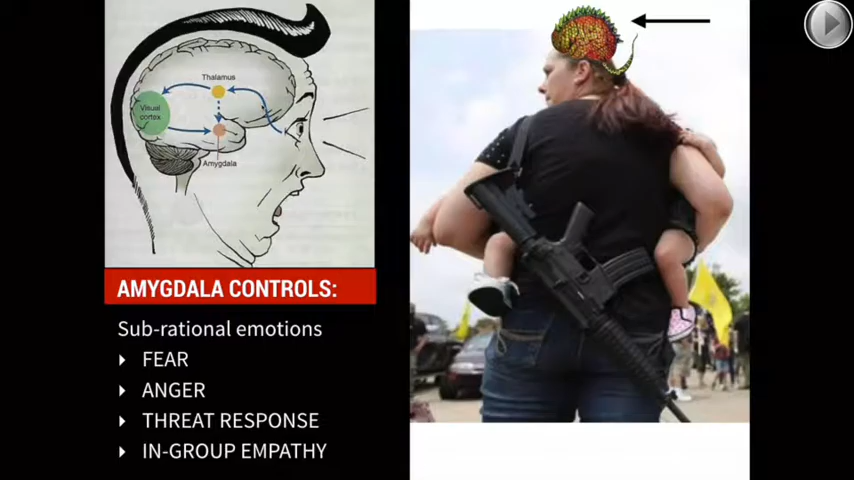 Thalamus
Visual
cortex
Amygdala
AMYGDALA CONTROLS:
Sub-rational emotions
FEAR
ANGER
THREAT RESPONSE
IN-GROUP EMPATHY